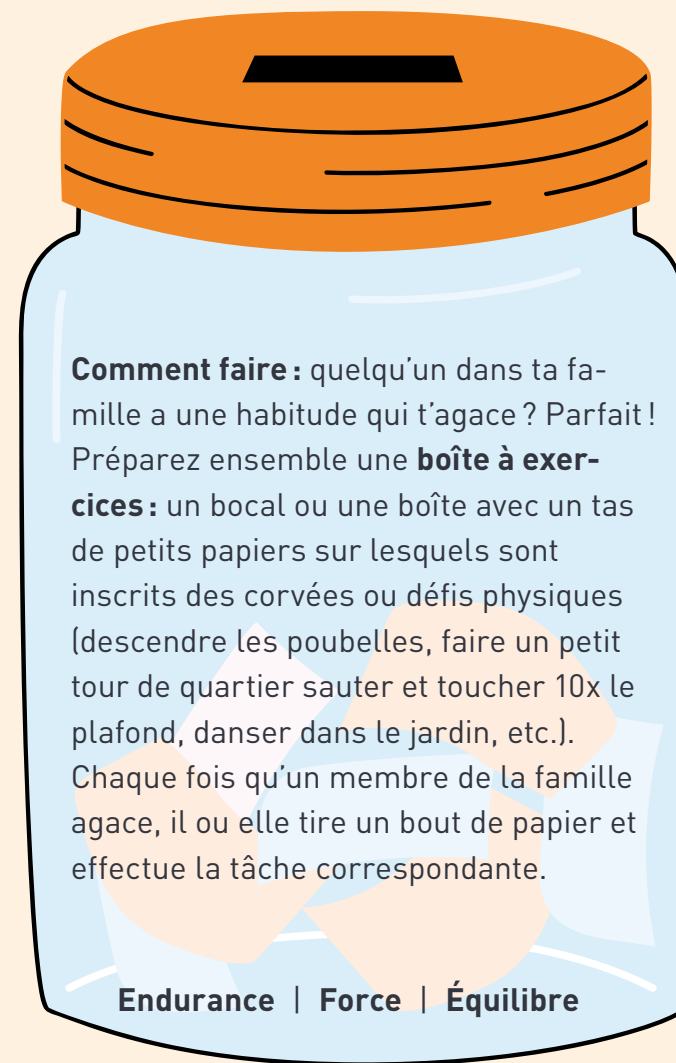 Comment faire : quelqu'un dans ta fa-
mille a une habitude qui t'agace ? Parfait !
Préparez ensemble une boîte à exer-
cices : un bocal ou une boîte avec un tas
de petits papiers sur lesquels sont
inscrits des corvées ou défis physiques
(descendre les poubelles, faire un petit
tour de quartier sauter et toucher 10x le
plafond, danser dans le jardin, etc.).
Chaque fois qu'un membre de la famille
agace, il ou elle tire un bout de papier et
effectue la tâche correspondante.
Endurance | Force | Équilibre